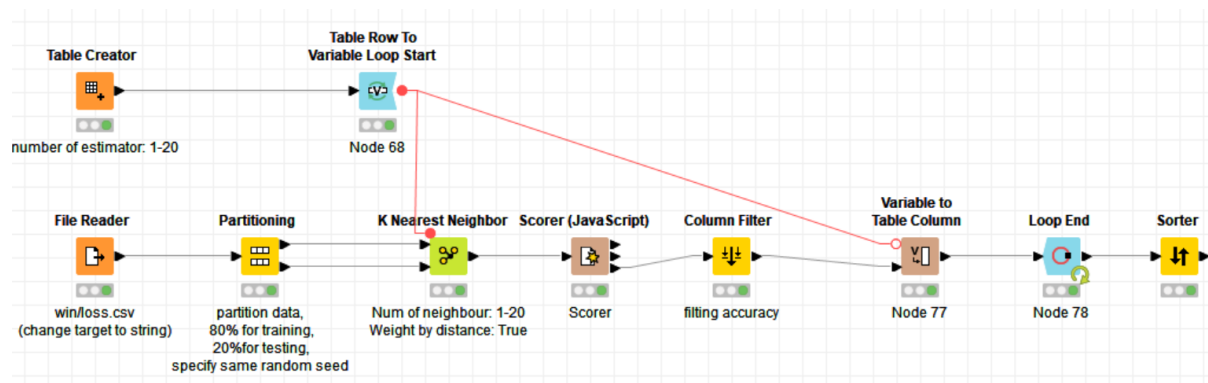 Table Creator
Table Row To
Variable Loop Start
number of estimator: 1-20
Node 68
File Reader
Partitioning
K Nearest Neighbor
Scorer (JavaScript)
Column Filter
Variable to
Table Column
Loop End
Sorter
win/loss.csv
(change target to string)
partition data,
80% for training,
20%for testing,
specify same random seed
Num of neighbour: 1-20
Weight by distance: True
Scorer
filting accuracy
Node 77
Node 78